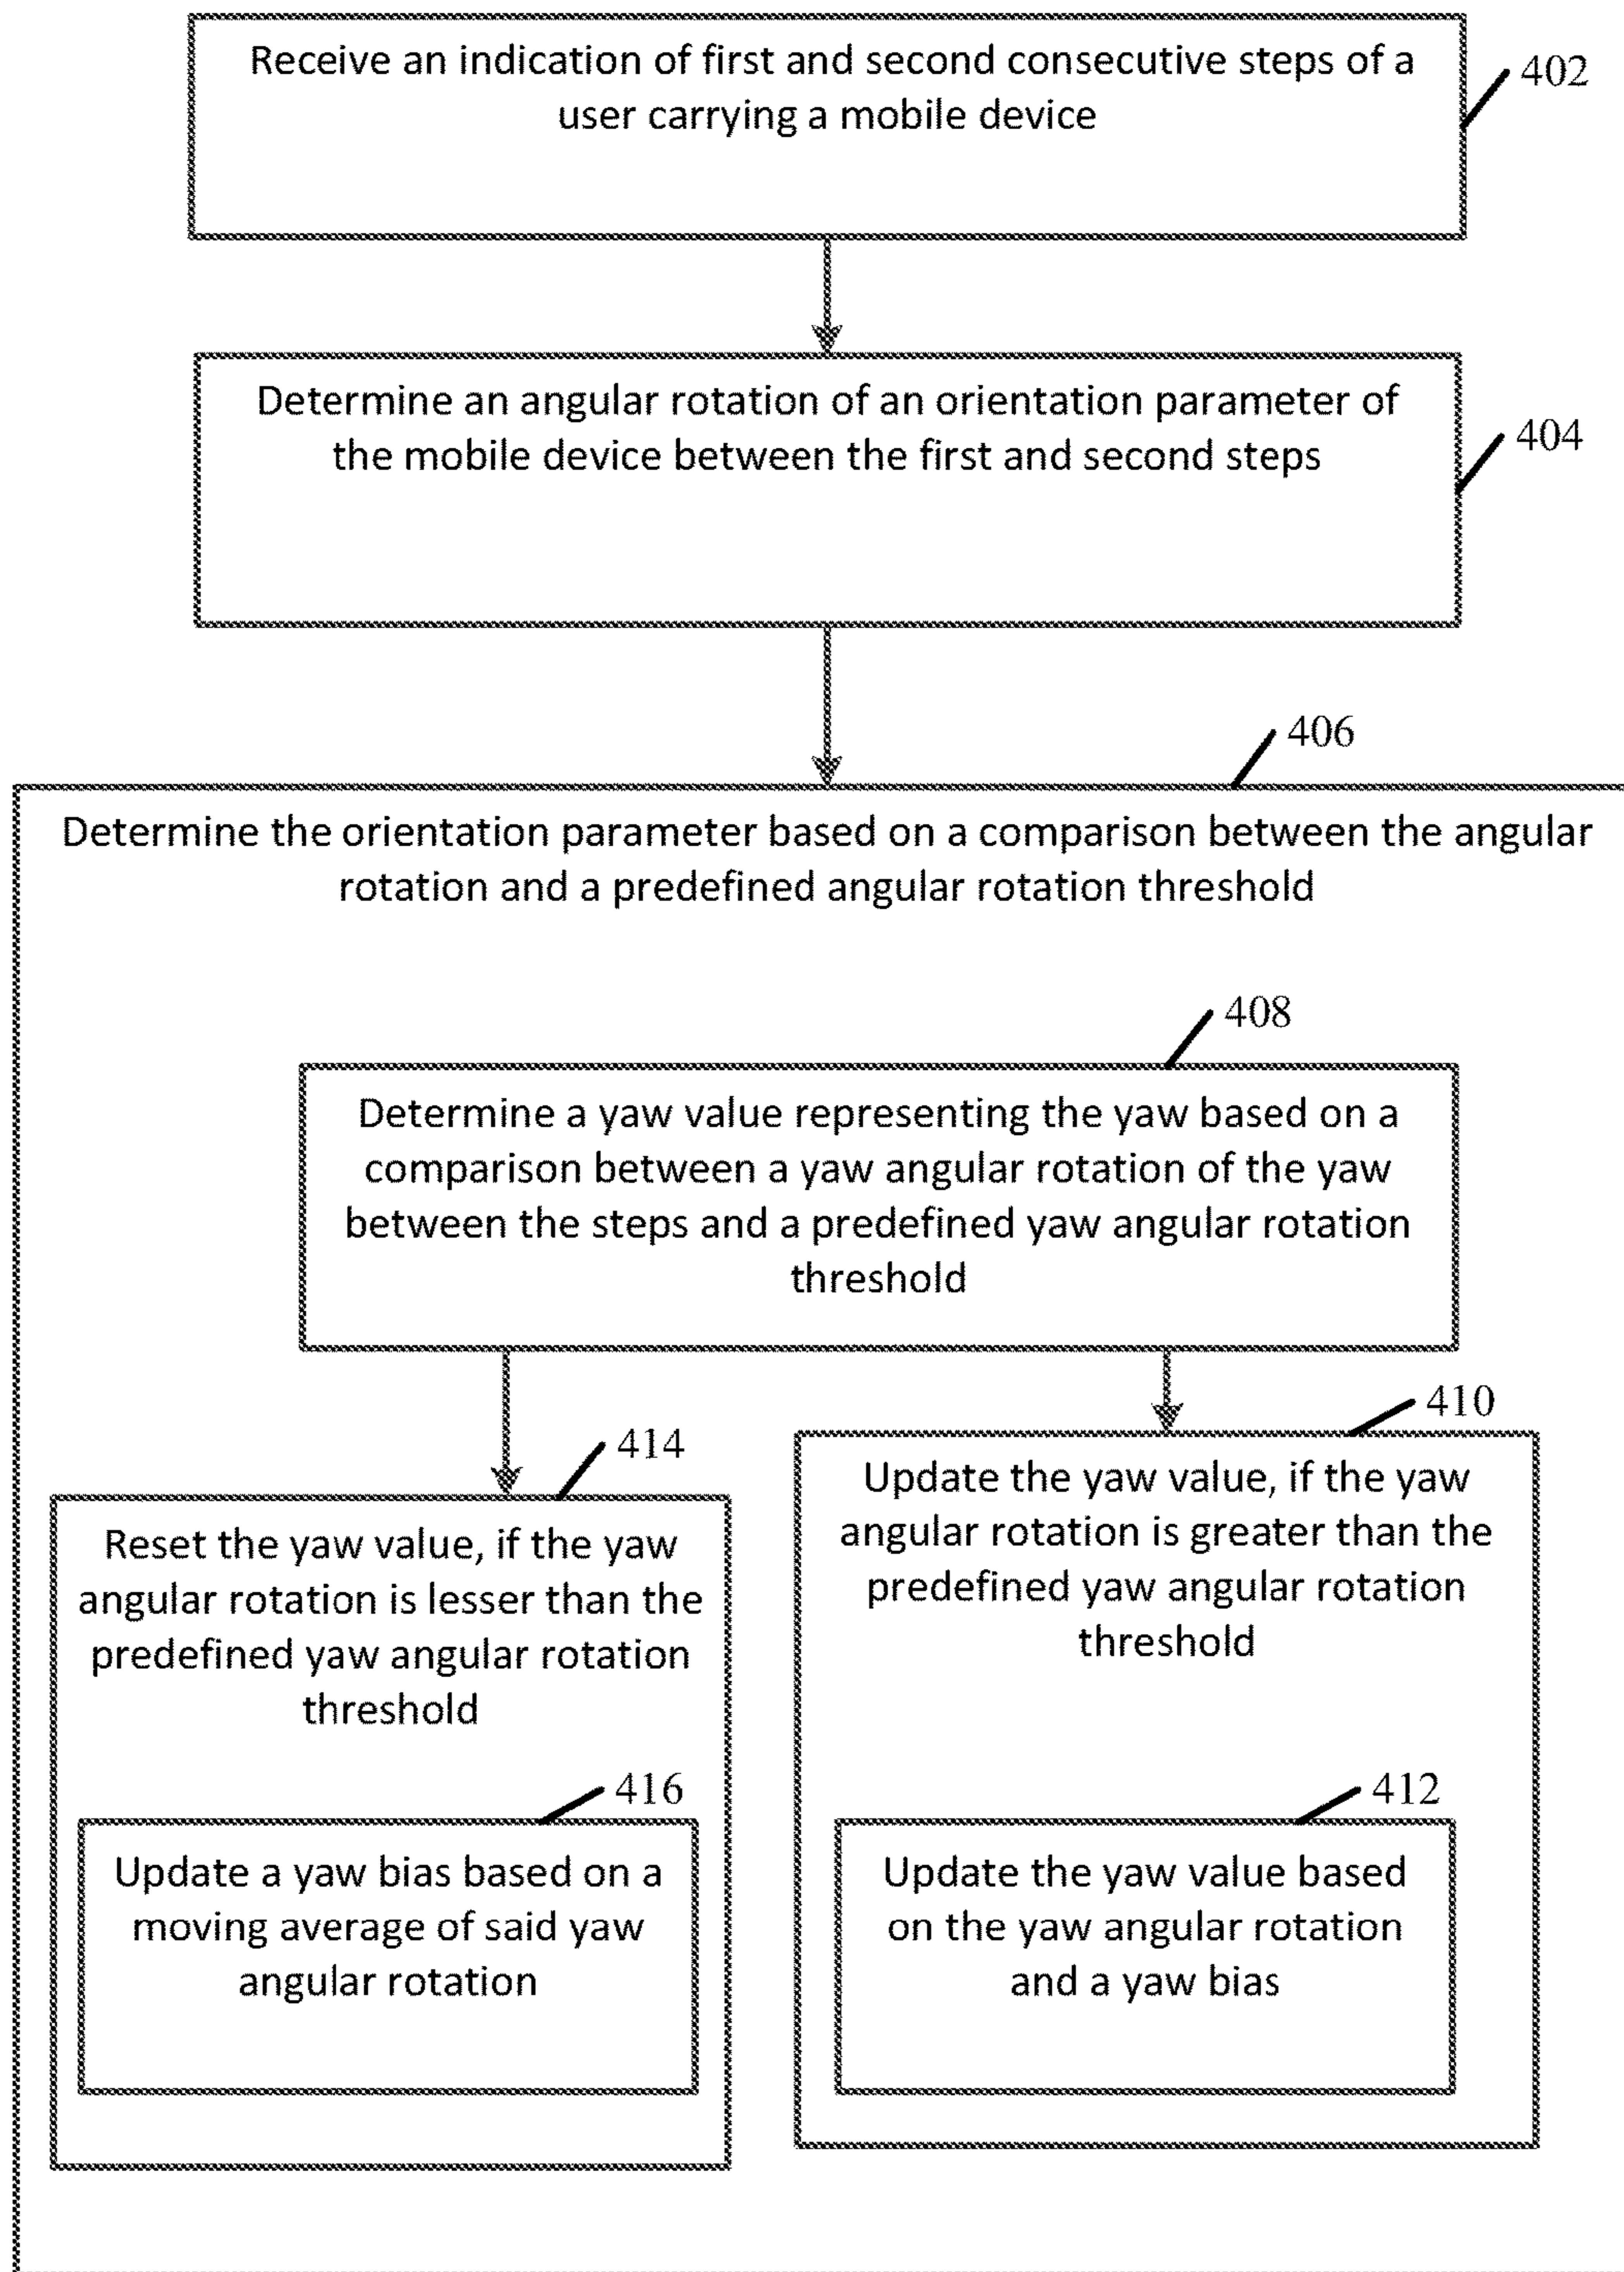 Receive an indication of first and second consecutive steps of a
user carrying a mobile device
402
Determine an angular rotation of an orientation parameter of
the mobile device between the first and second steps
404
406
Determine the orientation parameter based on a comparison between the angular
rotation and a predefined angular rotation threshold
408
Determine a yaw value representing the yaw based on a
comparison between a yaw angular rotation of the yaw
between the steps and a predefined yaw angular rotation
threshold
414
Reset the yaw value, if the yaw
angular rotation is lesser than the
predefined yaw angular rotation
threshold
416
Update a yaw bias based on a
moving average of said yaw
angular rotation
410
Update the yaw value, if the yaw
angular rotation is greater than the
predefined yaw angular rotation
threshold
412
Update the yaw value based
on the yaw angular rotation
and a yaw bias